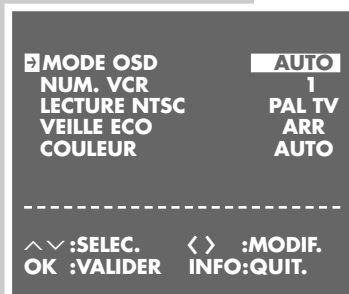 MODE OSD AUTO
NUM. VCR 1
LECTURE NTSC PAL TV
VEILLE ECO ARR
COULEUR AUTO
:SELEC. :MODIF.
OK :VALIDER INFO:QUIT.